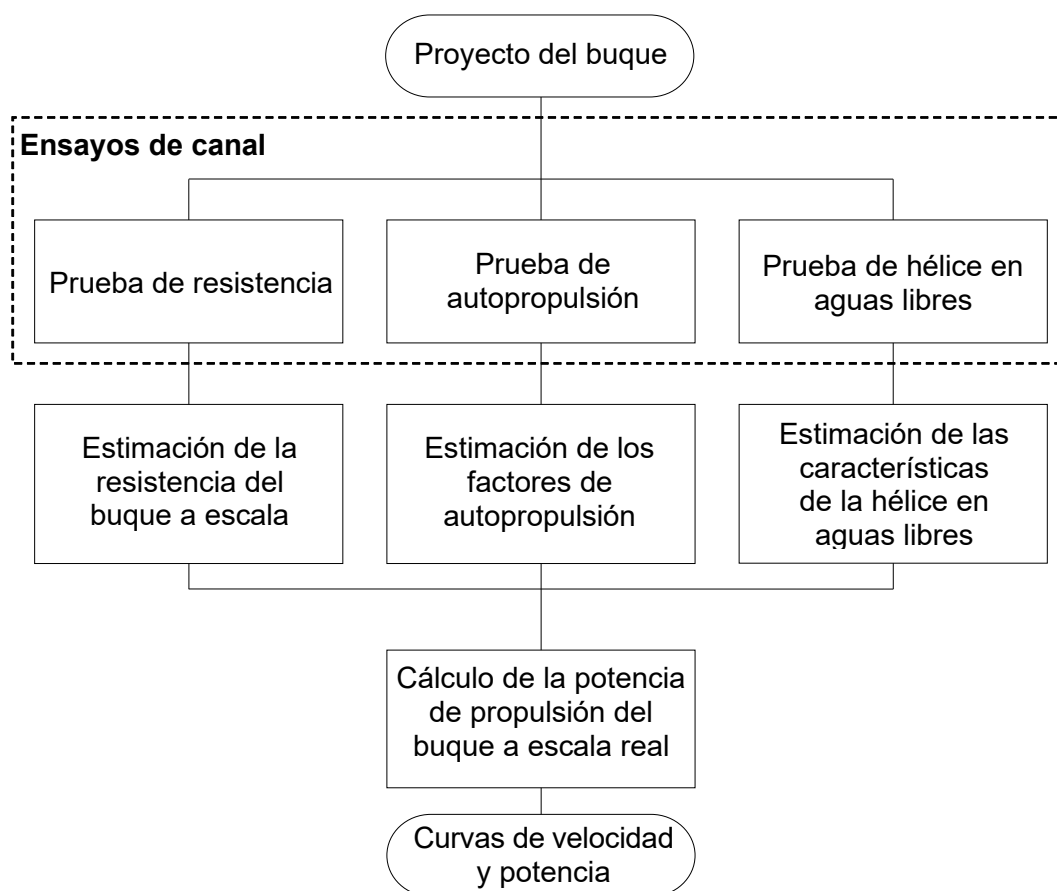 Proyecto del buque
Ensayos de canal
Prueba de resistencia
Prueba de
autopropulsión
Prueba de hélice en
aguas libres
Estimación de la
resistencia del
buque a escala
Estimación de los
factores de
autopropulsión
Estimación de las
características
de la hélice en
aguas libres
Cálculo de la potencia
de propulsión del
buque a escala real
Curvas de velocidad
y potencia